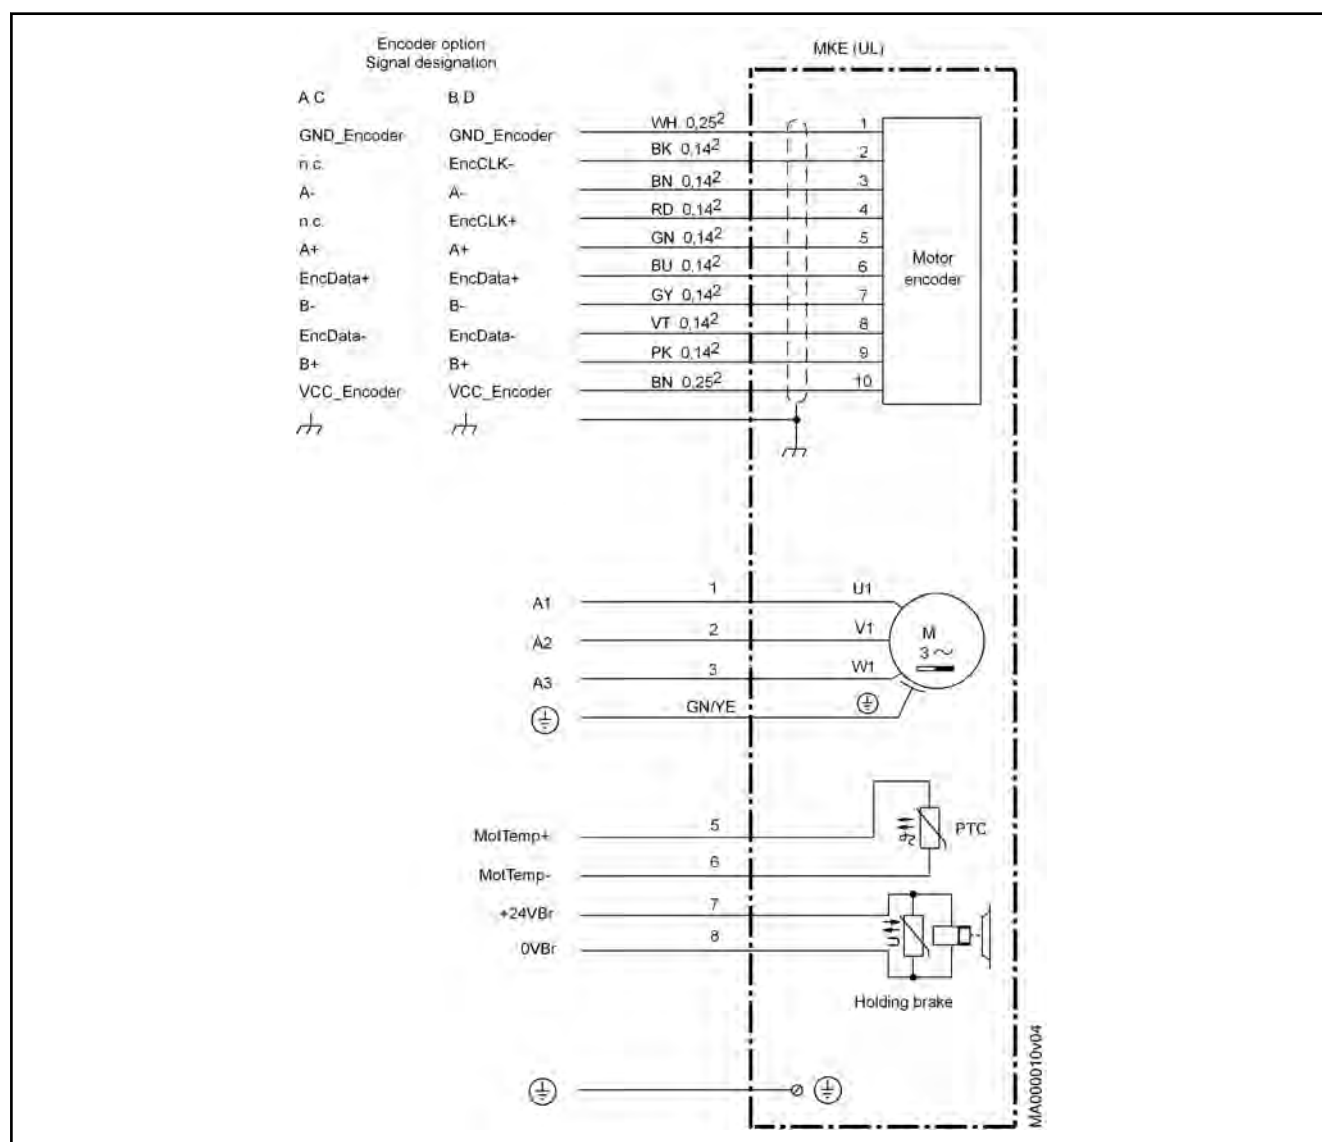 Encoder option
Signal designation
MKE (UL)
A C B D
GND_Encoder GND_Encoder WH 0,25² 1
n.c. EncCLK- BK 0,14² 2
A- A- BN 0,14² 3
n.c. EncCLK+ RD 0,14² 4
A+ A+ GN 0,14² 5
EncData+ EncData+ BU 0,14² 6
B- B- GY 0,14² 7
EncData- EncData- VT 0,14² 8
B+ B+ PK 0,14² 9
VCC_Encoder VCC_Encoder BN 0,25² 10
Motor
encoder
A1 1 U1
A2 2 V1
A3 3 W1
M
3 ~
GN/YE
MotTemp+ 5
PTC
ϑ
MotTemp- 6
+24VBr 7
U
0VBr 8
Holding brake
MA000010v04